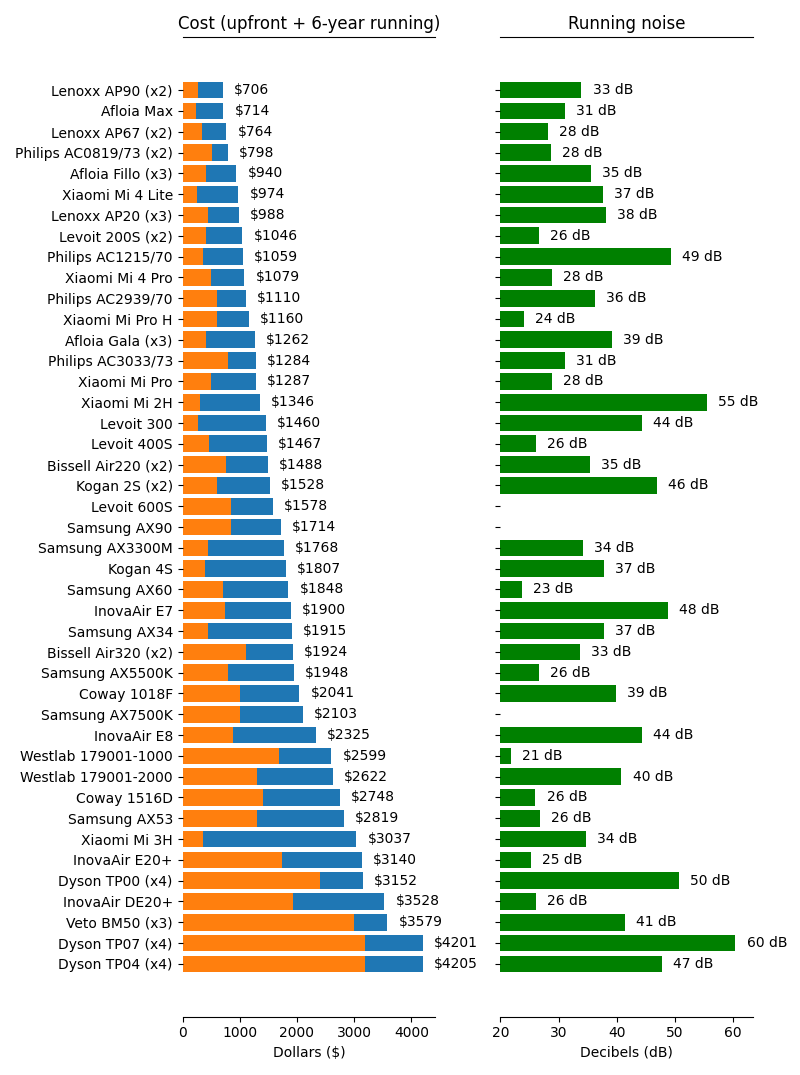 Cost (upfront + 6-year running) Running noise
Lenoxx AP90 (x2) $706 33 dB
Afloia Max $714 31 dB
Lenoxx AP67 (x2) $764 28 dB
Philips AC0819/73 (x2) $798 28 dB
Afloia Fillo (x3) $940 35 dB
Xiaomi Mi 4 Lite $974 37 dB
Lenoxx AP20 (x3) $988 38 dB
Levoit 200S (x2) $1046 26 dB
Philips AC1215/70 $1059 49 dB
Xiaomi Mi 4 Pro $1079 28 dB
Philips AC2939/70 $1110 36 dB
Xiaomi Mi Pro H $1160 24 dB
Afloia Gala (x3) $1262 39 dB
Philips AC3033/73 $1284 31 dB
Xiaomi Mi Pro $1287 28 dB
Xiaomi Mi 2H $1346 55 dB
Levoit 300 $1460 44 dB
Levoit 400S $1467 26 dB
Bissell Air220 (x2) $1488 35 dB
Kogan 2S (x2) $1528 46 dB
Levoit 600S $1578
Samsung AX90 $1714
Samsung AX3300M $1768 34 dB
Kogan 4S $1807 37 dB
Samsung AX60 $1848 23 dB
InovaAir E7 $1900 48 dB
Samsung AX34 $1915 37 dB
Bissell Air320 (x2) $1924 33 dB
Samsung AX5500K $1948 26 dB
Coway 1018F $2041 39 dB
Samsung AX7500K $2103
InovaAir E8 $2325 44 dB
Westlab 179001-1000 $2599 21 dB
Westlab 179001-2000 $2622 40 dB
Coway 1516D $2748 26 dB
Samsung AX53 $2819 26 dB
Xiaomi Mi 3H $3037 34 dB
InovaAir E20+ $3140 25 dB
Dyson TP00 (x4) $3152 50 dB
InovaAir DE20+ $3528 26 dB
Veto BM50 (x3) $3579 41 dB
Dyson TP07 (x4) $4201 60 dB
Dyson TP04 (x4) $4205 47 dB
0 1000 2000 3000 4000 20 30 40 50 60
Dollars ($) Decibels (dB)